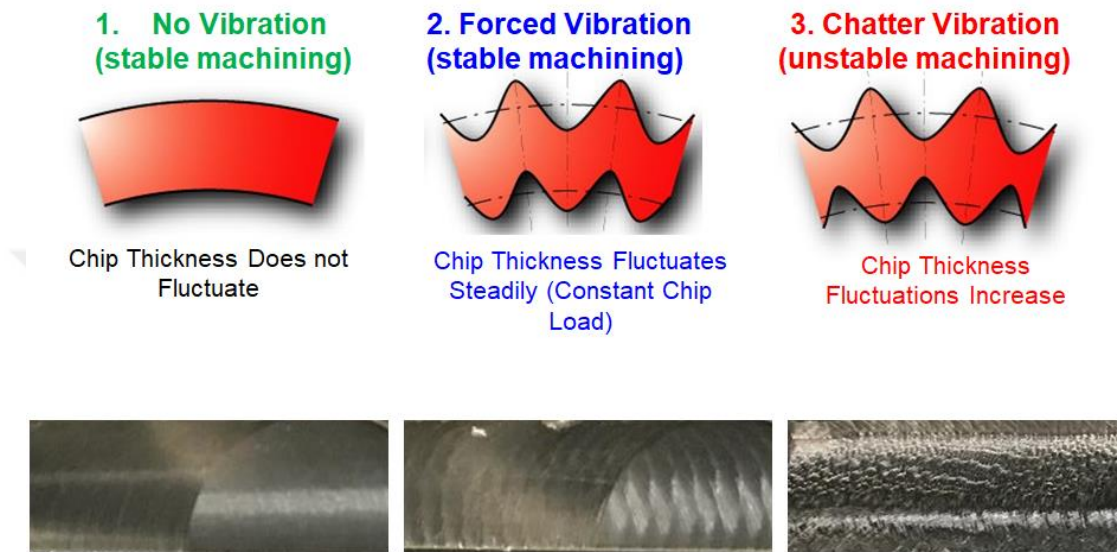 1. No Vibration
(stable machining)
2. Forced Vibration
(stable machining)
3. Chatter Vibration
(unstable machining)
Chip Thickness Does not
Fluctuate
Chip Thickness Fluctuates
Steadily (Constant Chip
Load)
Chip Thickness
Fluctuations Increase